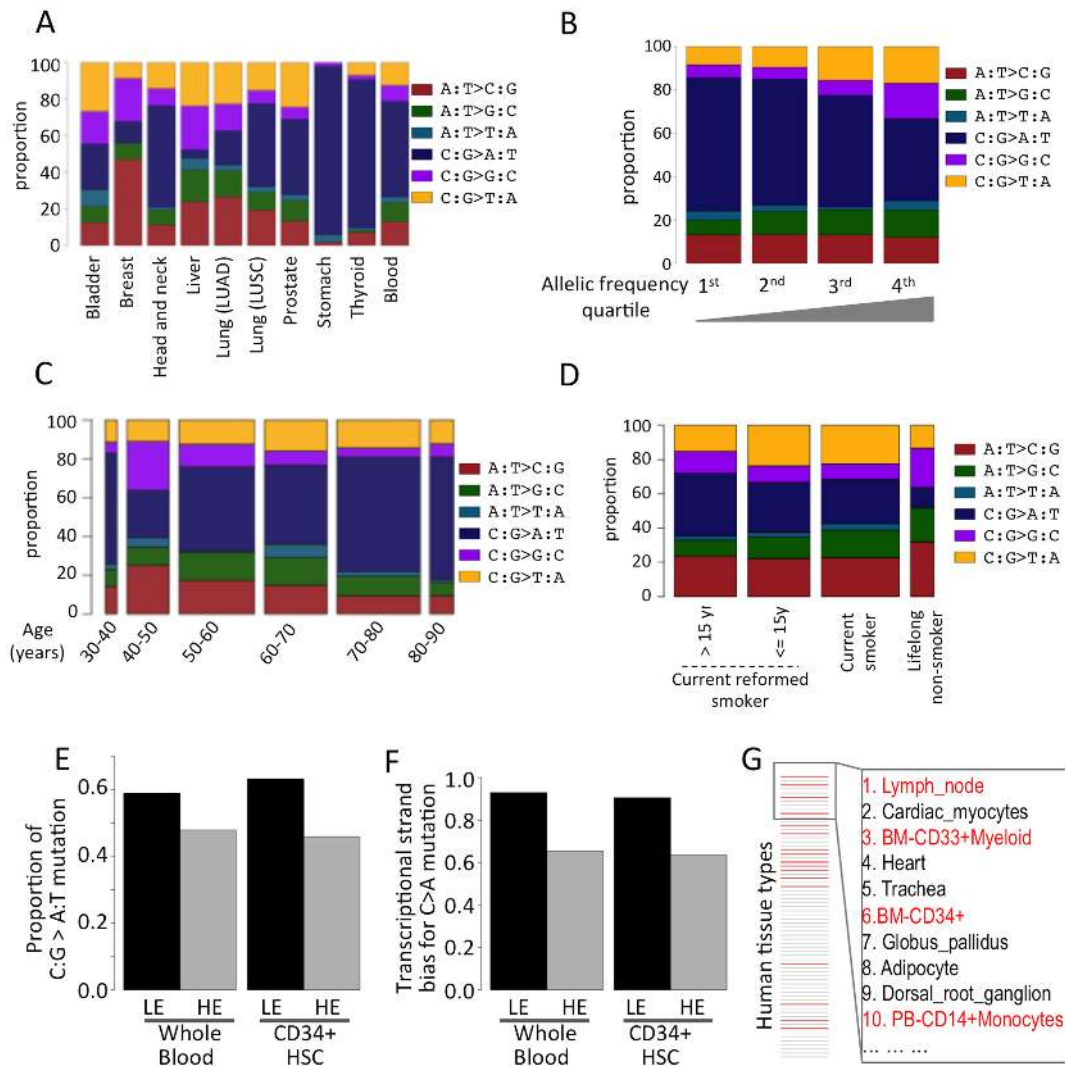 A
proportion
100
80
60
40
20
0
Bladder
Breast
Head and neck
Liver
Lung (LUAD)
Lung (LUSC)
Prostate
Stomach
Thyroid
Blood
A:T>C:G
A:T>G:C
A:T>T:A
C:G>A:T
C:G>G:C
C:G>T:A
B
proportion
100
80
60
40
20
0
A:T>C:G
A:T>G:C
A:T>T:A
C:G>A:T
C:G>G:C
C:G>T:A
Allelic frequency
quartile
1st
2nd
3rd
4th
C
proportion
100
80
60
40
20
0
Age
(years)
30-40
40-50
50-60
60-70
70-80
80-90
A:T>C:G
A:T>G:C
A:T>T:A
C:G>A:T
C:G>G:C
C:G>T:A
D
proportion
100
80
60
40
20
0
> 15 yr
<= 15y
Current reformed
smoker
Current
smoker
Lifelong
non-smoker
A:T>C:G
A:T>G:C
A:T>T:A
C:G>A:T
C:G>G:C
C:G>T:A
E
Proportion of
C:G > A:T mutation
0.6
0.4
0.2
0.0
LE HE
Whole
Blood
LE HE
CD34+
HSC
F
Transcriptional strand
bias for C>A mutation
1.0
0.8
0.6
0.4
0.2
0.0
LE HE
Whole
Blood
LE HE
CD34+
HSC
G
Human tissue types
1. Lymph_node
2. Cardiac_myocytes
3. BM-CD33+Myeloid
4. Heart
5. Trachea
6.BM-CD34+
7. Globus_pallidus
8. Adipocyte
9. Dorsal_root_ganglion
10. PB-CD14+Monocytes
... ... ...